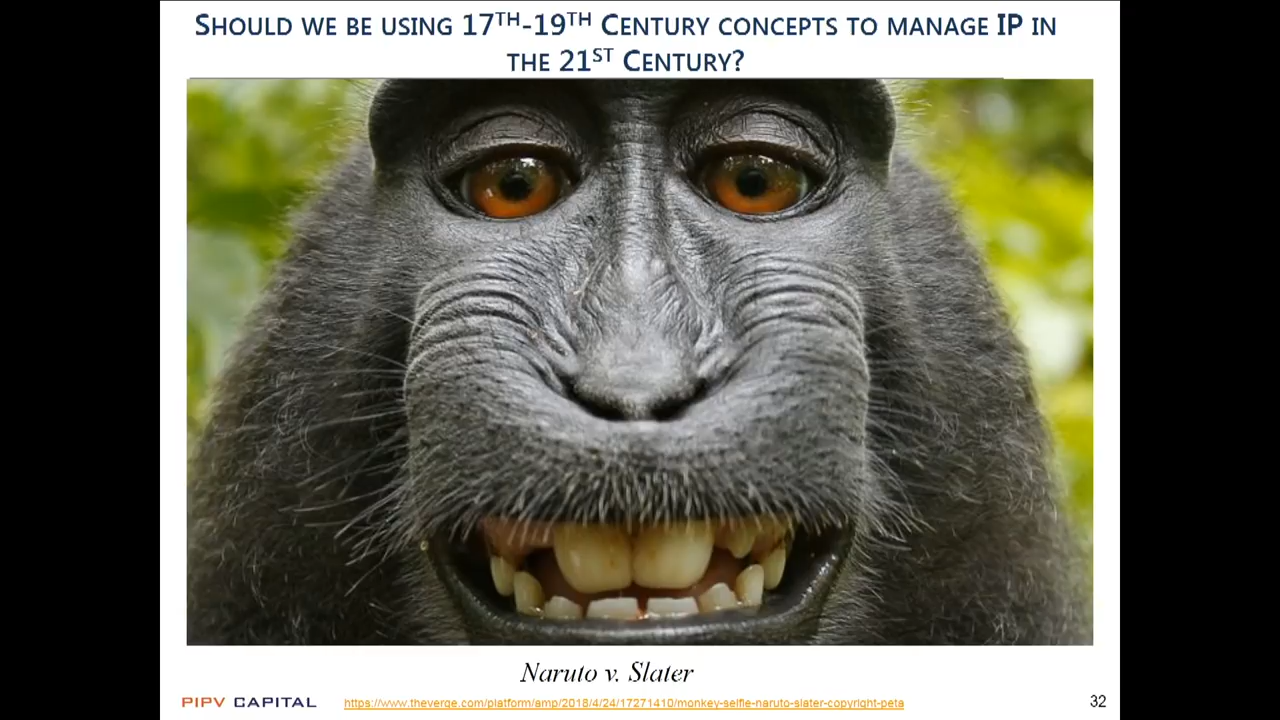 SHOULD WE BE USING 17TH-19TH CENTURY CONCEPTS TO MANAGE IP IN
THE 21ST CENTURY?
Naruto v. Slater
PIPV CAPITAL
https://www.theverge.com/platform/amp/2018/4/24/17271410/monkey-selfie-naruto-slater-copyright-peta
32